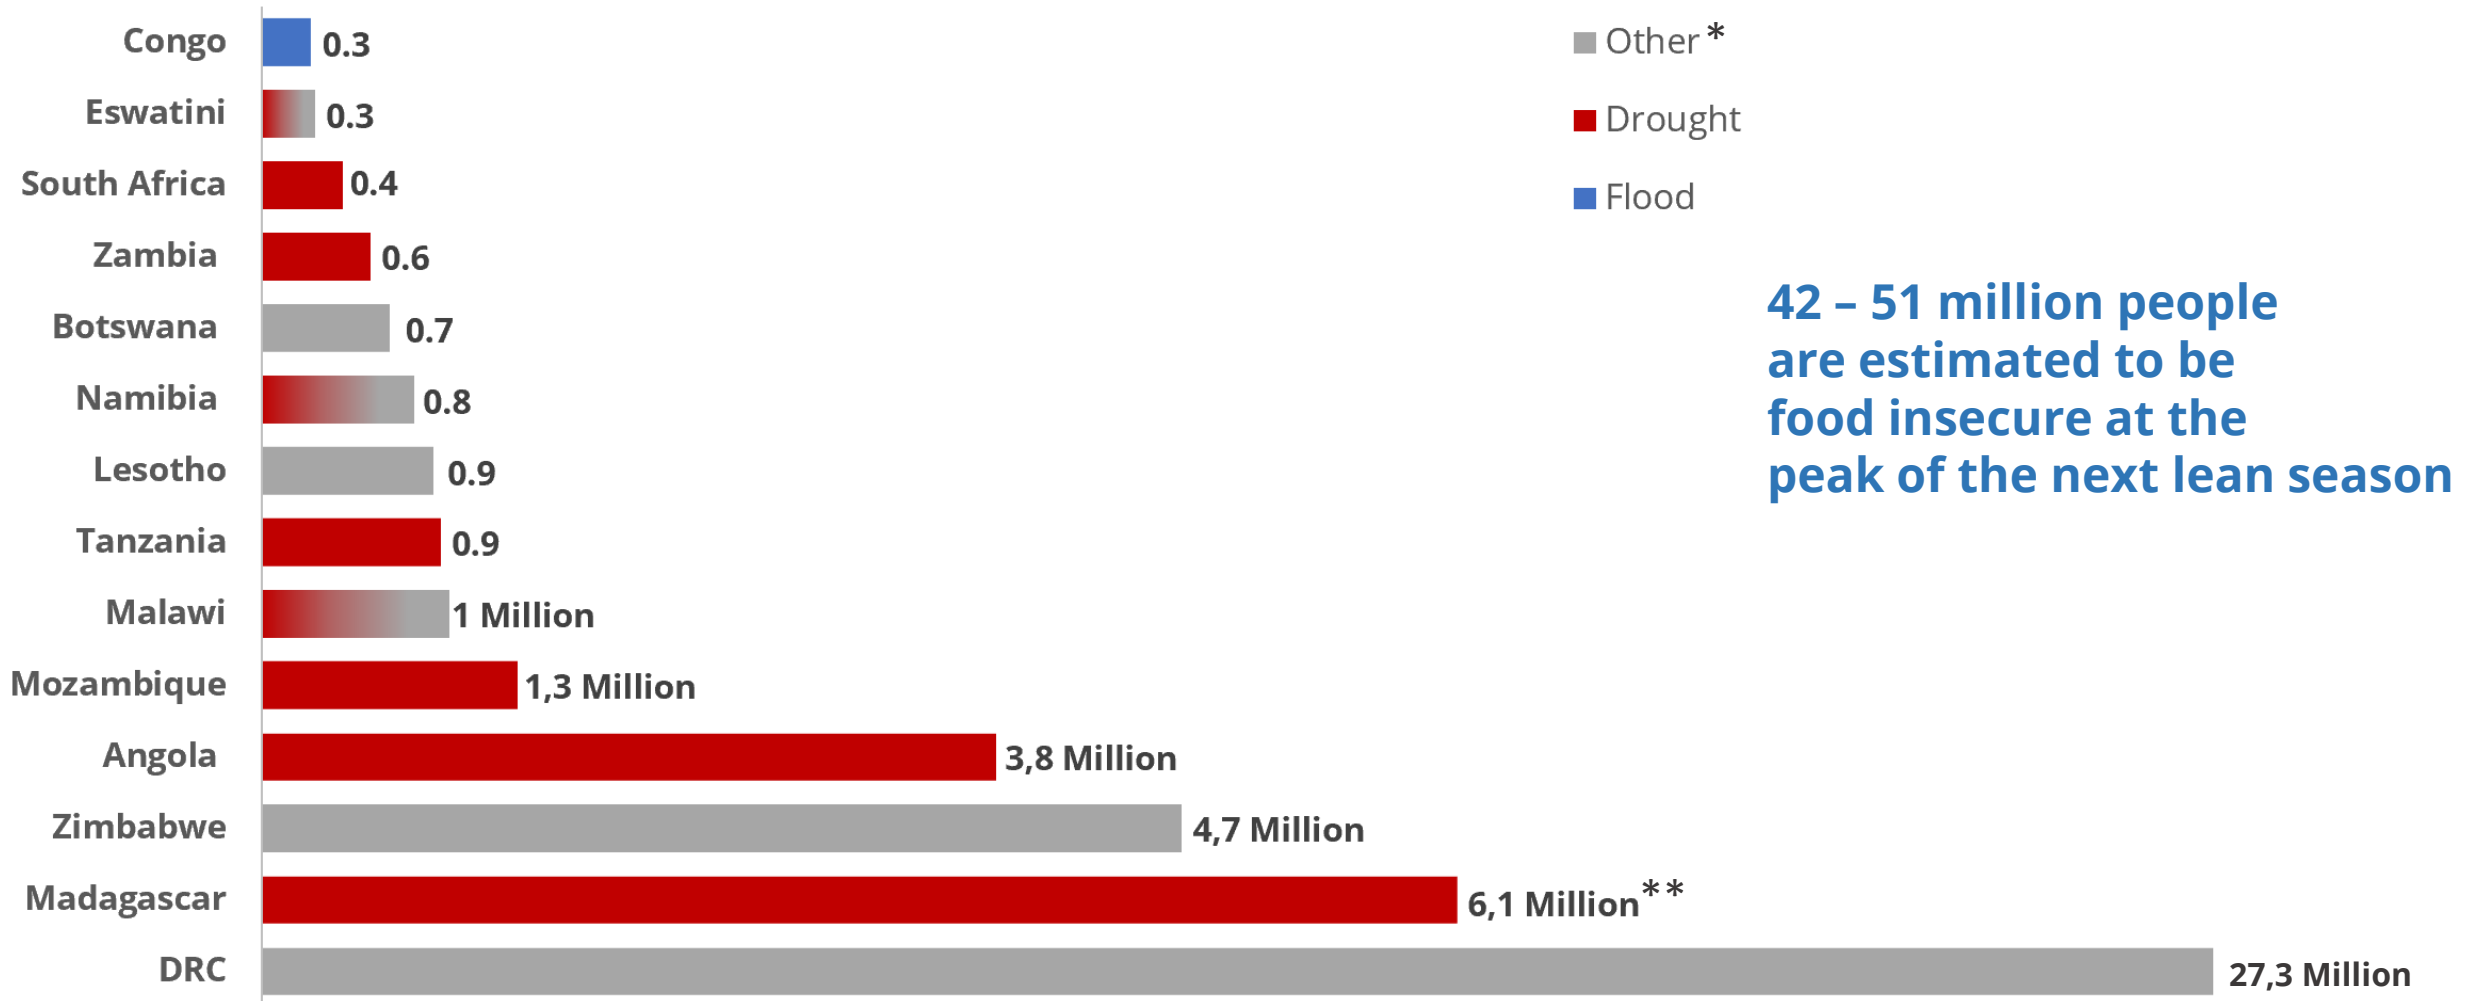 Congo 0.3
Eswatini 0.3
South Africa 0.4
Zambia 0.6
Botswana 0.7
Namibia 0.8
Lesotho 0.9
Tanzania 0.9
Malawi 1 Million
Mozambique 1,3 Million
Angola 3,8 Million
Zimbabwe 4,7 Million
Madagascar 6,1 Million**
DRC 27,3 Million
Other *
Drought
Flood
42 – 51 million people
are estimated to be
food insecure at the
peak of the next lean season